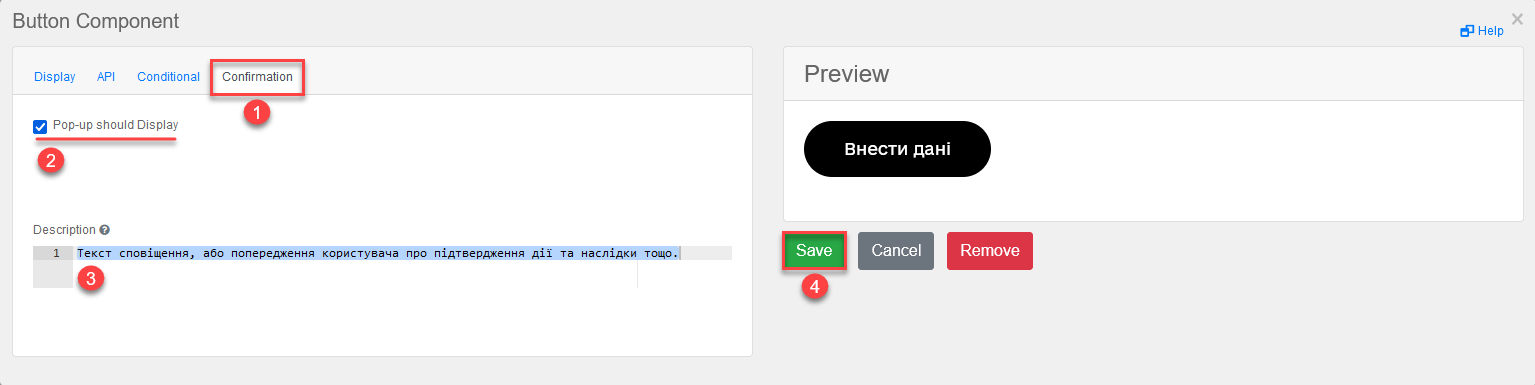 Button Component
×
Help
Display API Conditional Confirmation
1
Pop-up should Display
2
Description
1 Текст сповіщення, або попередження користувача про підтвердження дії та наслідки тощо.
3
Preview
Внести дані
Save Cancel Remove
4